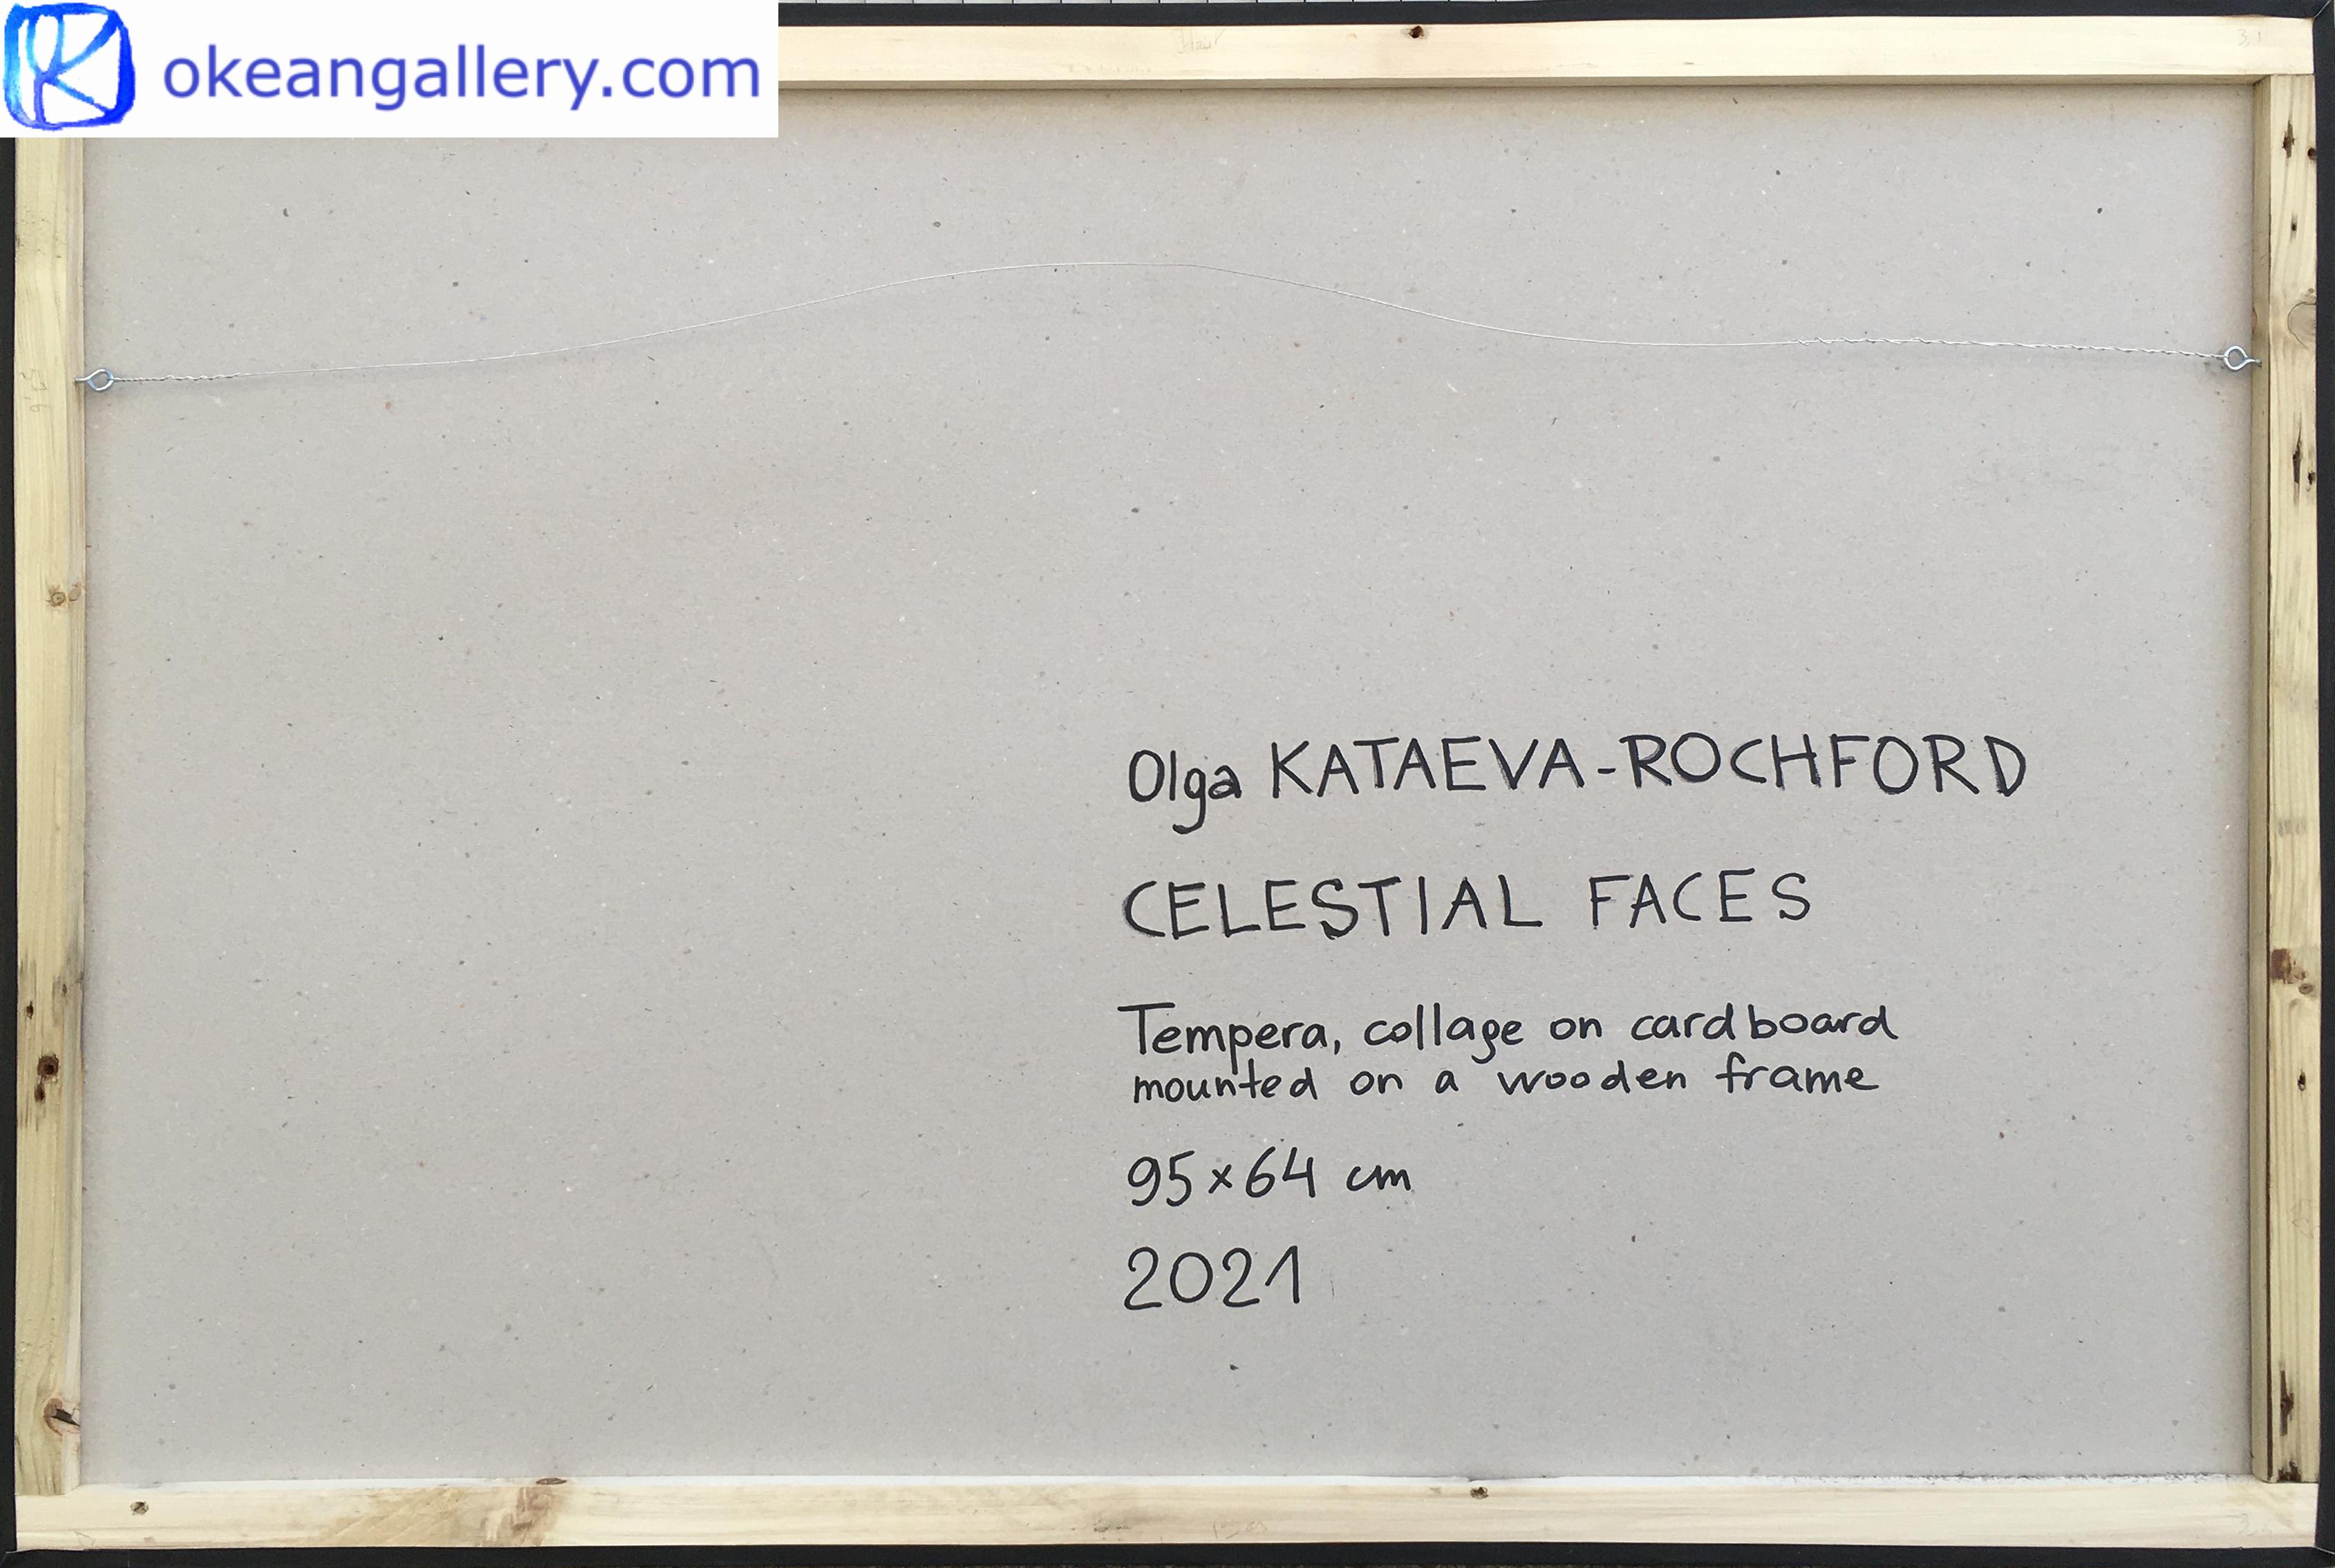 okeangallery.com
Olga KATAEVA-ROCHFORD
CELESTIAL FACES
Tempera, collage on cardboard
mounted on a wooden frame
95×64 cm
2021